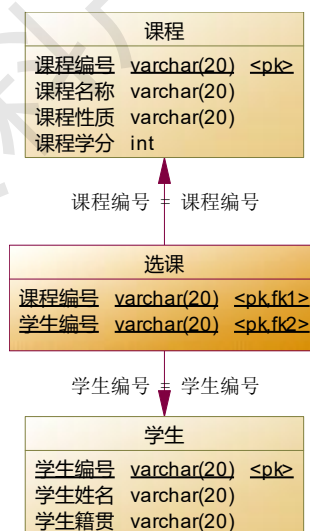 课程
课程编号 varchar(20) <pk>
课程名称 varchar(20)
课程性质 varchar(20)
课程学分 int
课程编号 = 课程编号
选课
课程编号 varchar(20) <pk,fk1>
学生编号 varchar(20) <pk,fk2>
学生编号 = 学生编号
学生
学生编号 varchar(20) <pk>
学生姓名 varchar(20)
学生籍贯 varchar(20)